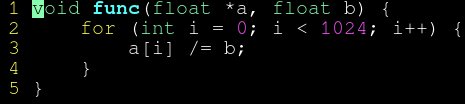 1 void func(float *a, float b) {
2     for (int i = 0; i < 1024; i++) {
3         a[i] /= b;
4     }
5 }